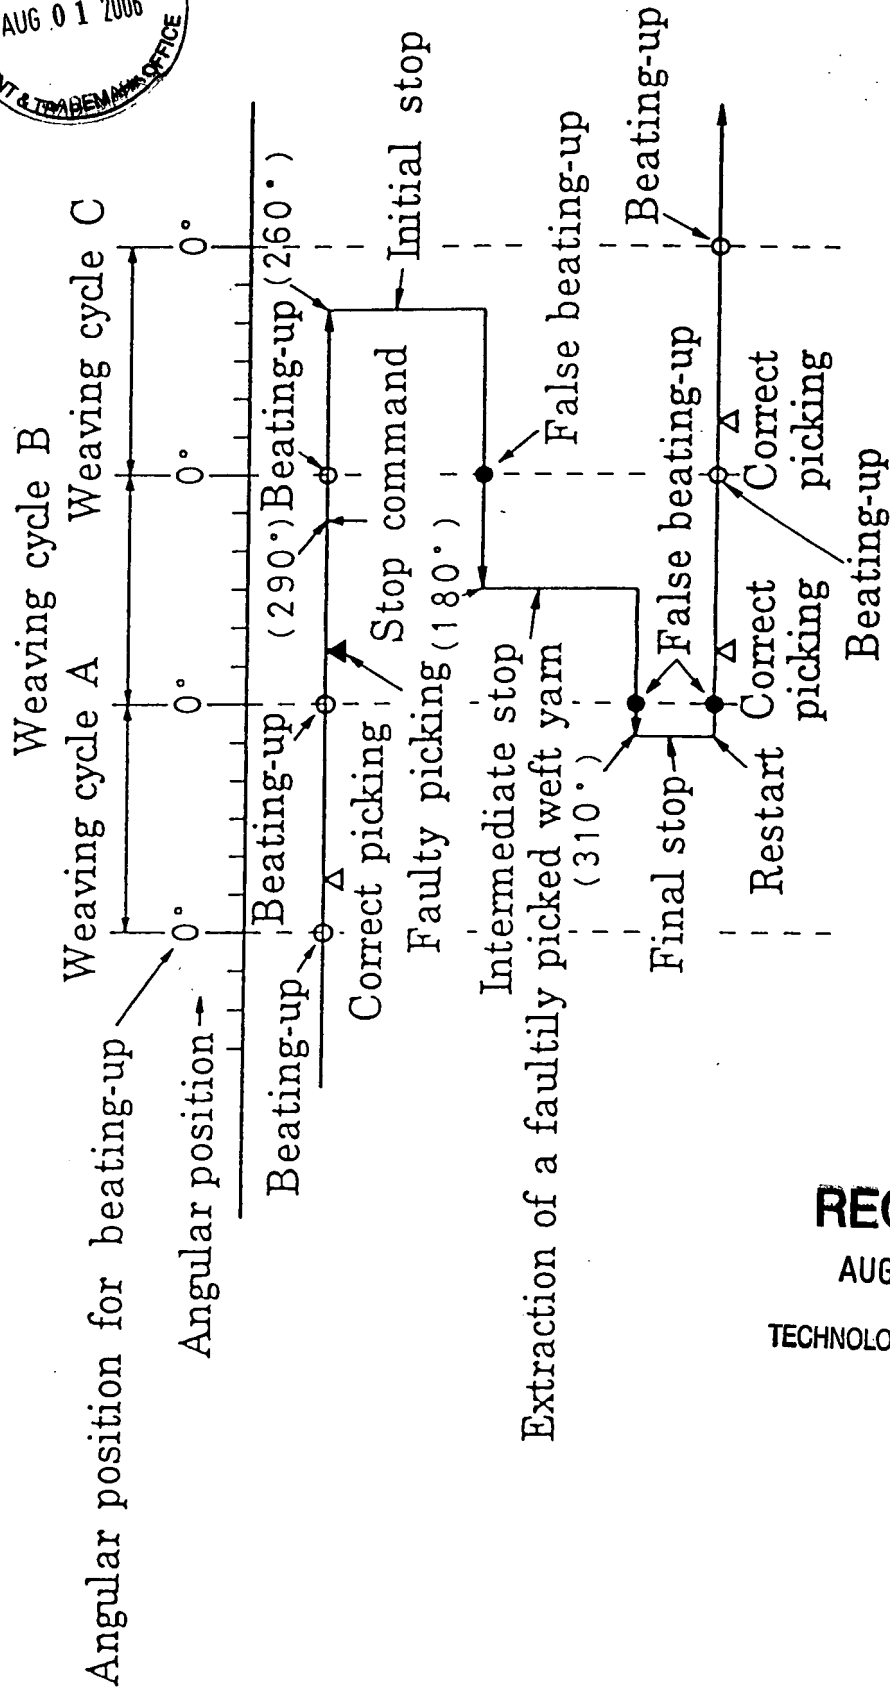 AUG 01 2006
NT & TRADEMARK OFFICE
Weaving cycle B
Weaving cycle A
Weaving cycle C
Angular position for beating-up
0°
0°
0°
0°
Angular position
Beating-up
Beating-up
(290°)
Beating-up
(260°)
Correct picking
Faulty picking
Stop command
Initial stop
(180°)
False beating-up
Intermediate stop
Extraction of a faultily picked weft yarn
(310°)
False beating-up
Beating-up
Final stop
Restart
Correct
picking
Correct
picking
Beating-up
REC
AUG
TECHNOLO